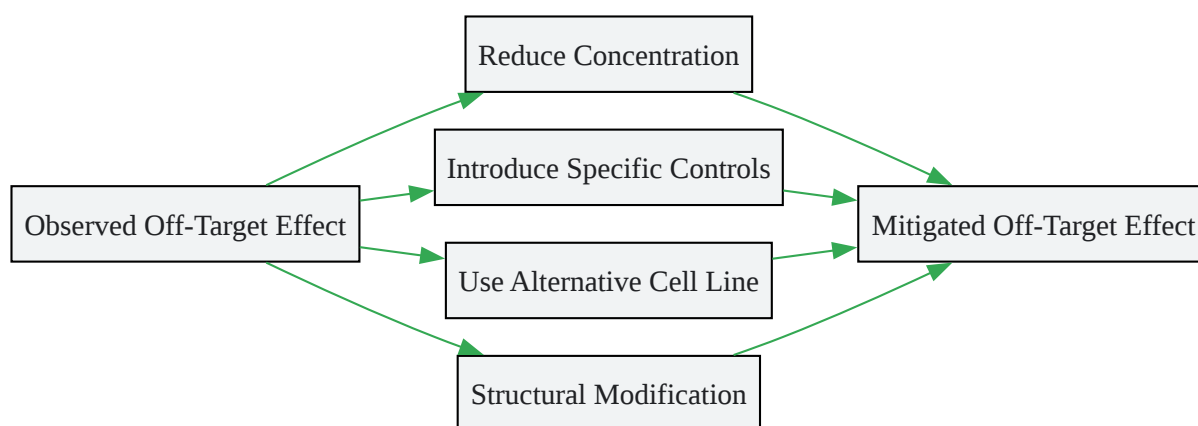 Reduce Concentration
Introduce Specific Controls
Observed Off-Target Effect
Mitigated Off-Target Effect
Use Alternative Cell Line
Structural Modification